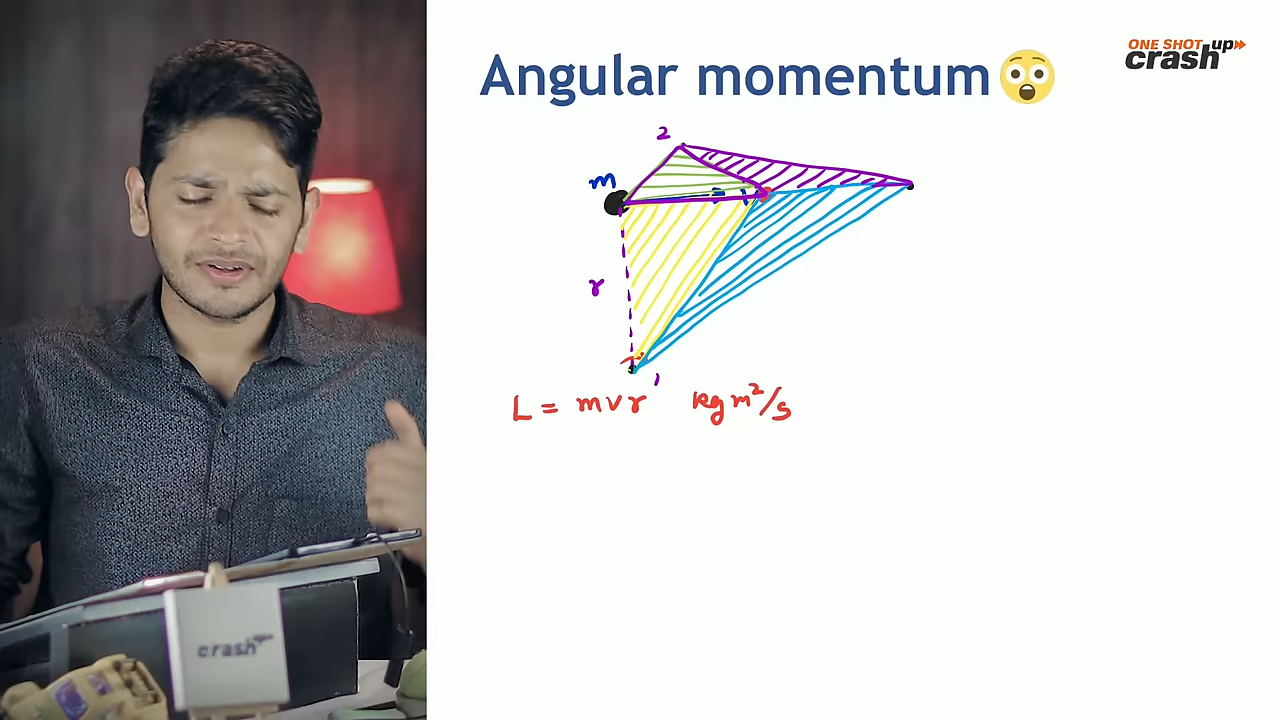 Angular momentum😲
ONE SHOT
crash up
2
m
r
1
L = mvr kg m²/s
crash